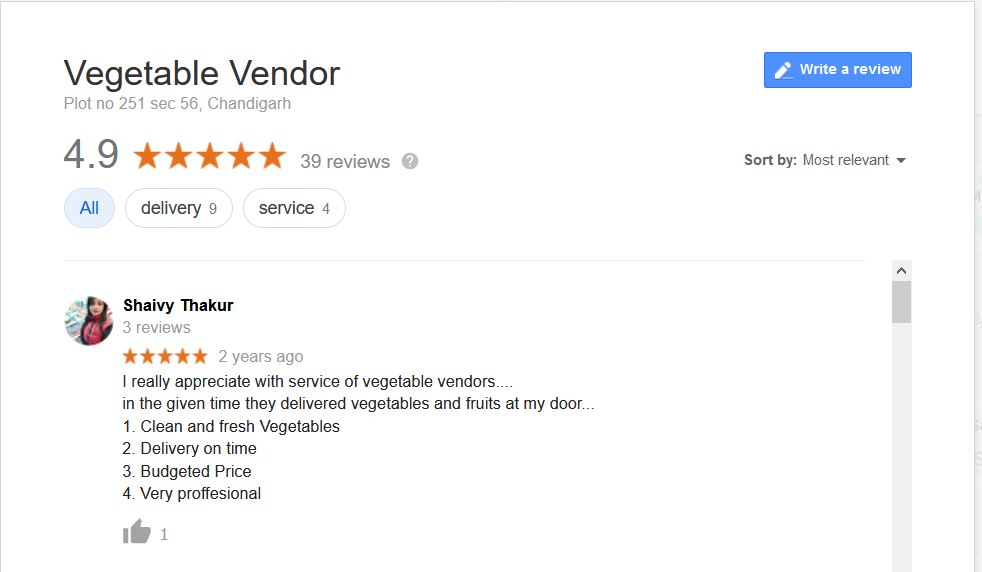 Vegetable Vendor
Write a review
Plot no 251 sec 56, Chandigarh
4.9 39 reviews ?
Sort by: Most relevant
All delivery 9 service 4
Shaivy Thakur
3 reviews
2 years ago
I really appreciate with service of vegetable vendors....
in the given time they delivered vegetables and fruits at my door...
1. Clean and fresh Vegetables
2. Delivery on time
3. Budgeted Price
4. Very proffesional
1